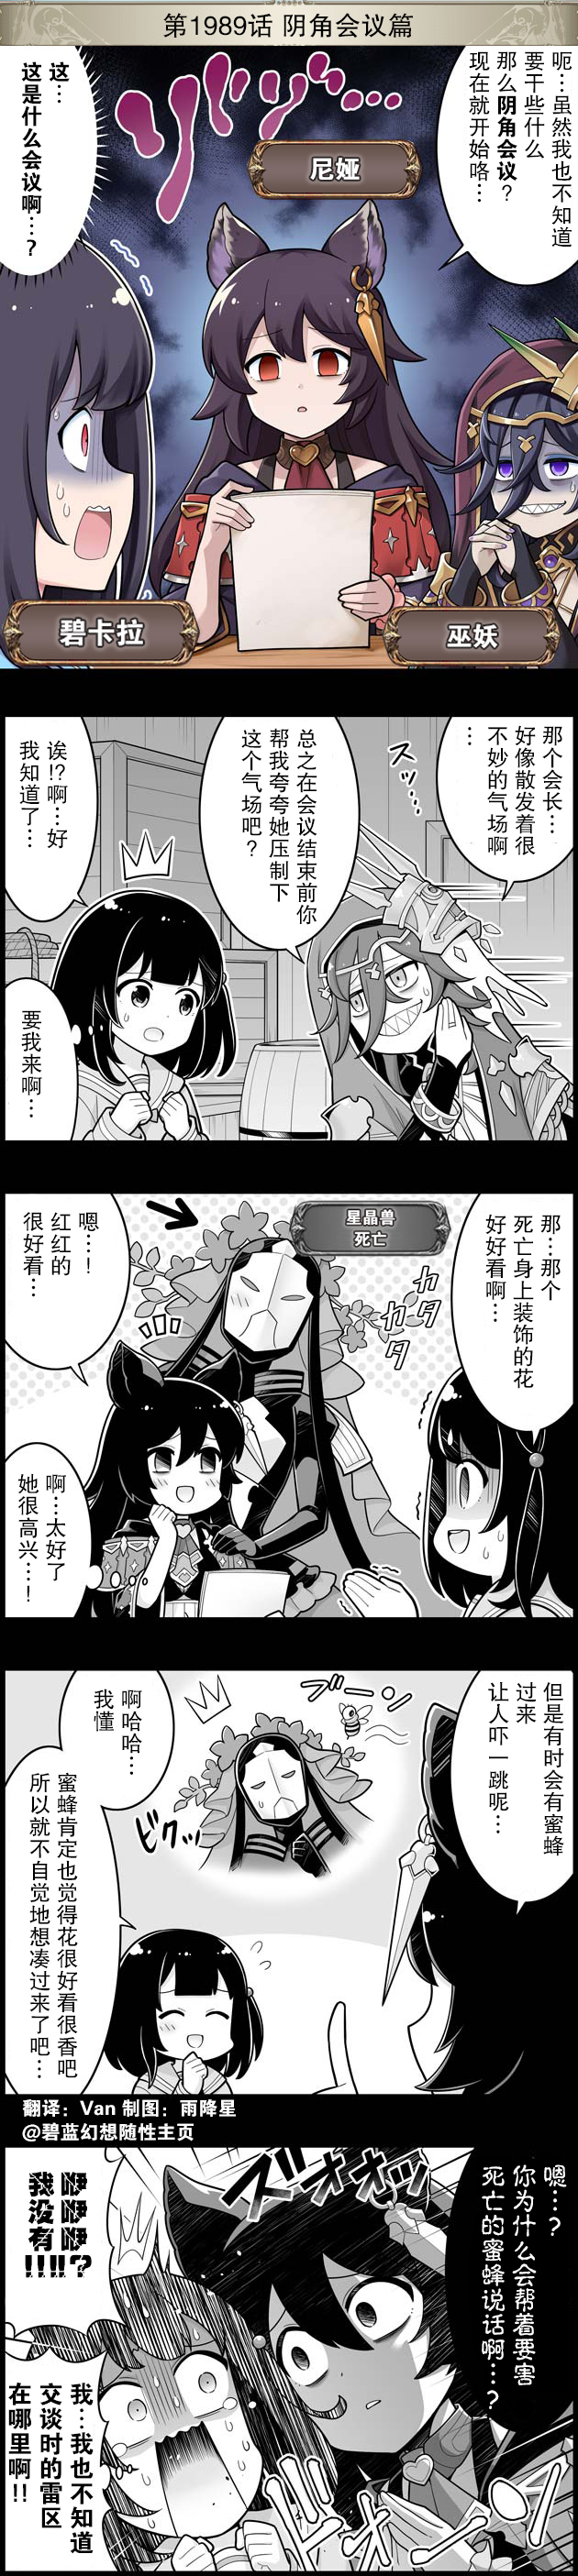 第1989话 阴角会议篇
呃…虽然我也不知道
要干些什么
那么阴角会议?
现在就开始咯…
リバッ…
尼娅
这…
这是什么会议啊…?
碧卡拉
巫妖
那个会长…
好像散发着很
不妙的气场啊
…
スッ…
总之在会议结束前你
帮我夸夸她压制下
这个气场吧?
诶!?啊…好
我知道了…
要我来啊…
那…那个
死亡身上装饰的花
好好看啊…
星晶兽
死亡
カタ
カタ
嗯…!
红红的
很好看…
啊…太好了
她很高兴…!
但是有时会有蜜蜂
过来
让人吓一跳呢…
ブーン
ビクッ
啊哈哈…
我懂
蜜蜂肯定也觉得花很好看很香吧
所以就不自觉地想凑过来了吧…
翻译：Van 制图：雨降星
@碧蓝幻想随性主页
嗯…?
你为什么会帮着要害
死亡的蜜蜂说话啊…?
ズオオッ
咿咿咿
我没有!!!!?
我…我也不知道
交谈时的雷区
在哪里啊!!
ドォーン